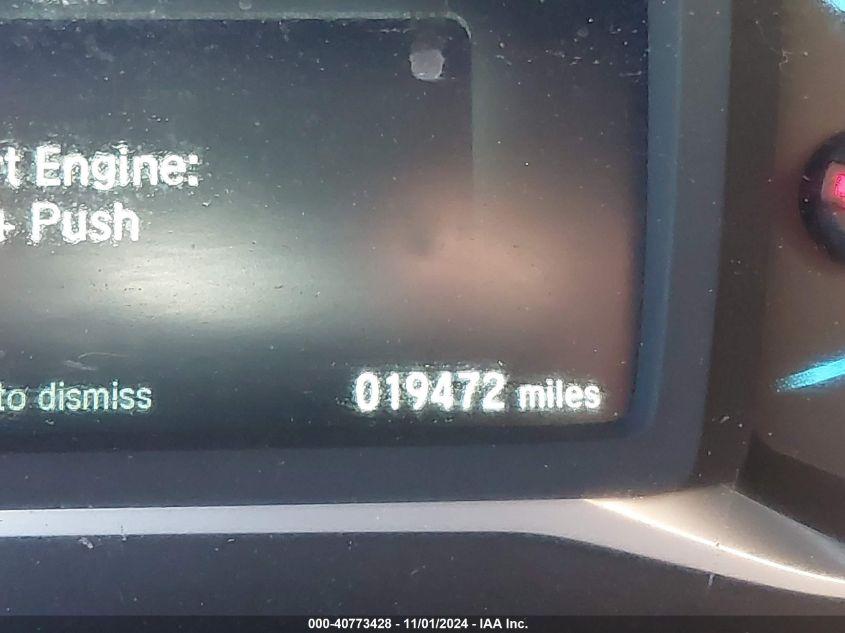 Engine:
+ Push
to dismiss
019472 miles
000-40773428 - 11/01/2024 - IAA Inc.